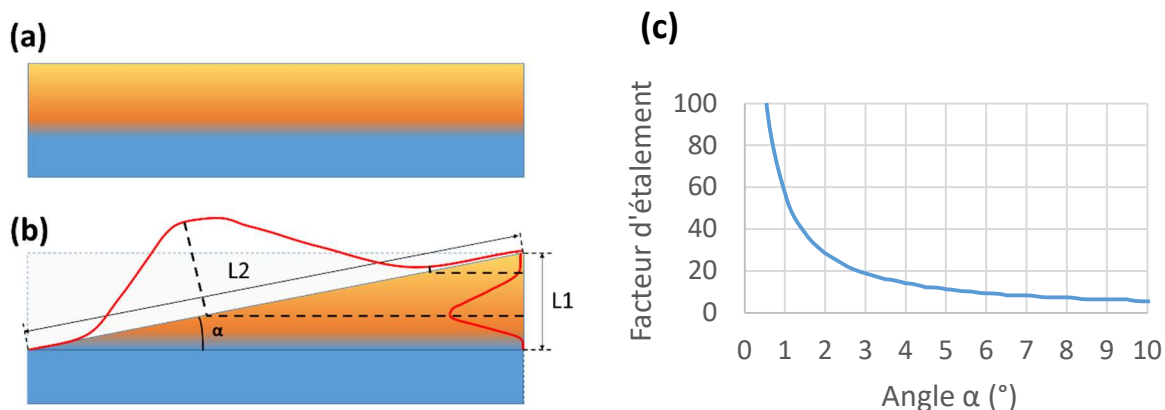 (a)
(b)
L2
L1
α
(c)
Facteur d'étalement
100
80
60
40
20
0
0 1 2 3 4 5 6 7 8 9 10
Angle α (°)